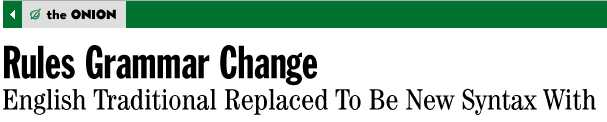 the ONION
Rules Grammar Change
English Traditional Replaced To Be New Syntax With